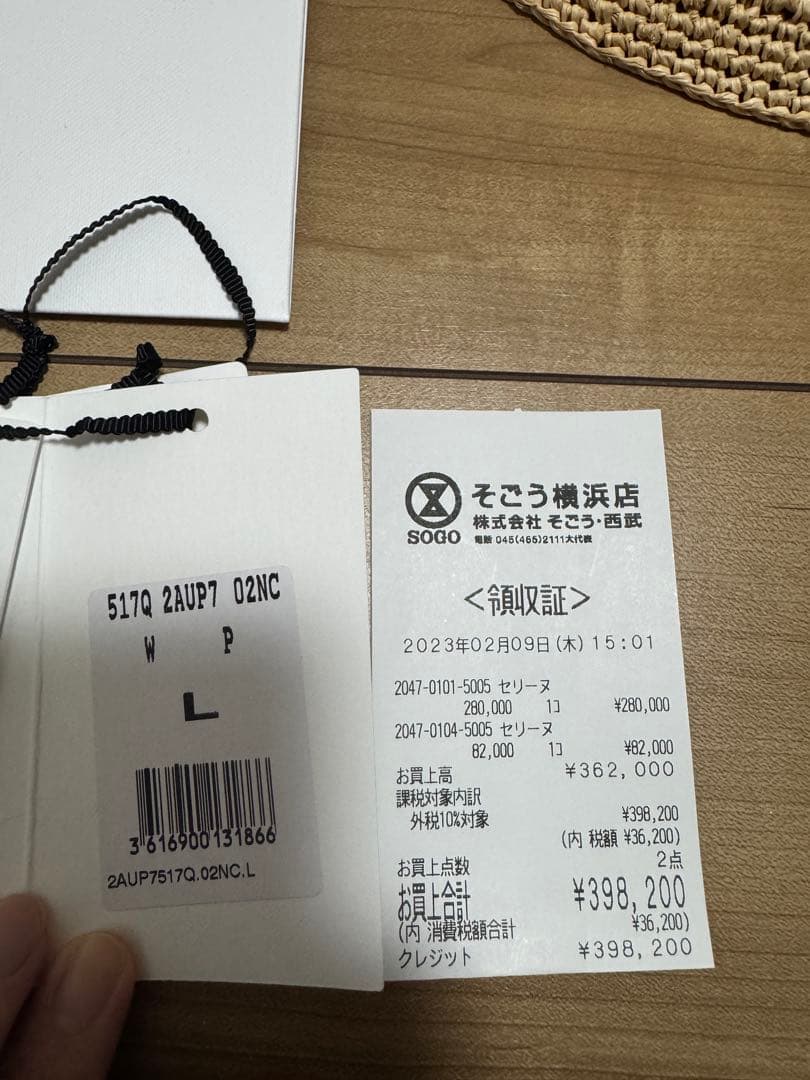 517Q 2AUP7 02NC
W P
L
3 616900 131866
2AUP7517Q.02NC.L
SOGO
そごう横浜店
株式会社 そごう・西武
電話 045(465)2111大代表
<領収証>
2023年02月09日(木) 15:01
2047-0101-5005 セリーヌ
280,000 1コ ¥280,000
2047-0104-5005 セリーヌ
82,000 1コ ¥82,000
お買上高 ¥362,000
課税対象内訳
外税10%対象 ¥398,200
(内 税額 ¥36,200)
お買上点数 2点
お買上合計 ¥398,200
(内 消費税額合計 ¥36,200)
クレジット ¥398,200